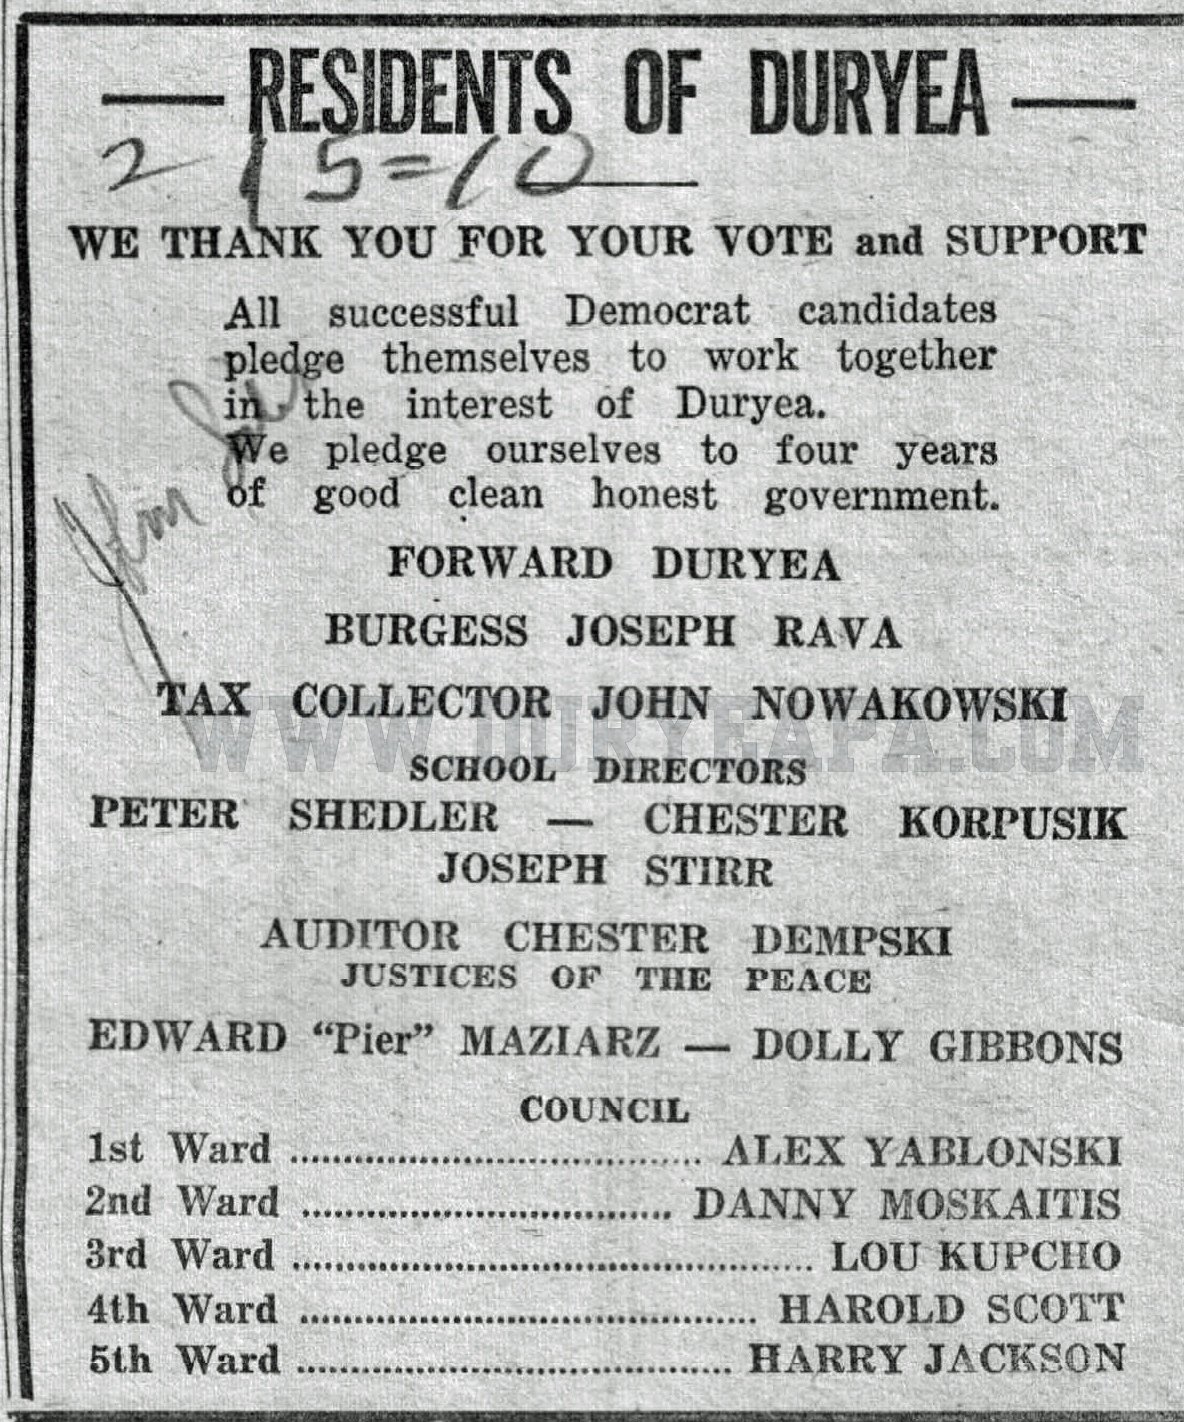 — RESIDENTS OF DURYEA —
2 1 5 = 10
WE THANK YOU FOR YOUR VOTE and SUPPORT
All successful Democrat candidates
pledge themselves to work together
in the interest of Duryea.
We pledge ourselves to four years
of good clean honest government.
FORWARD DURYEA
BURGESS JOSEPH RAVA
TAX COLLECTOR JOHN NOWAKOWSKI
WWW.DURYEAPA.COM
SCHOOL DIRECTORS
PETER SHEDLER — CHESTER KORPUSIK
JOSEPH STIRR
AUDITOR CHESTER DEMPSKI
JUSTICES OF THE PEACE
EDWARD “Pier” MAZIARZ — DOLLY GIBBONS
COUNCIL
1st Ward ........................................ ALEX YABLONSKI
2nd Ward ................................... DANNY MOSKAITIS
3rd Ward ................................................. LOU KUPCHO
4th Ward ........................................... HAROLD SCOTT
5th Ward ......................................... HARRY JACKSON